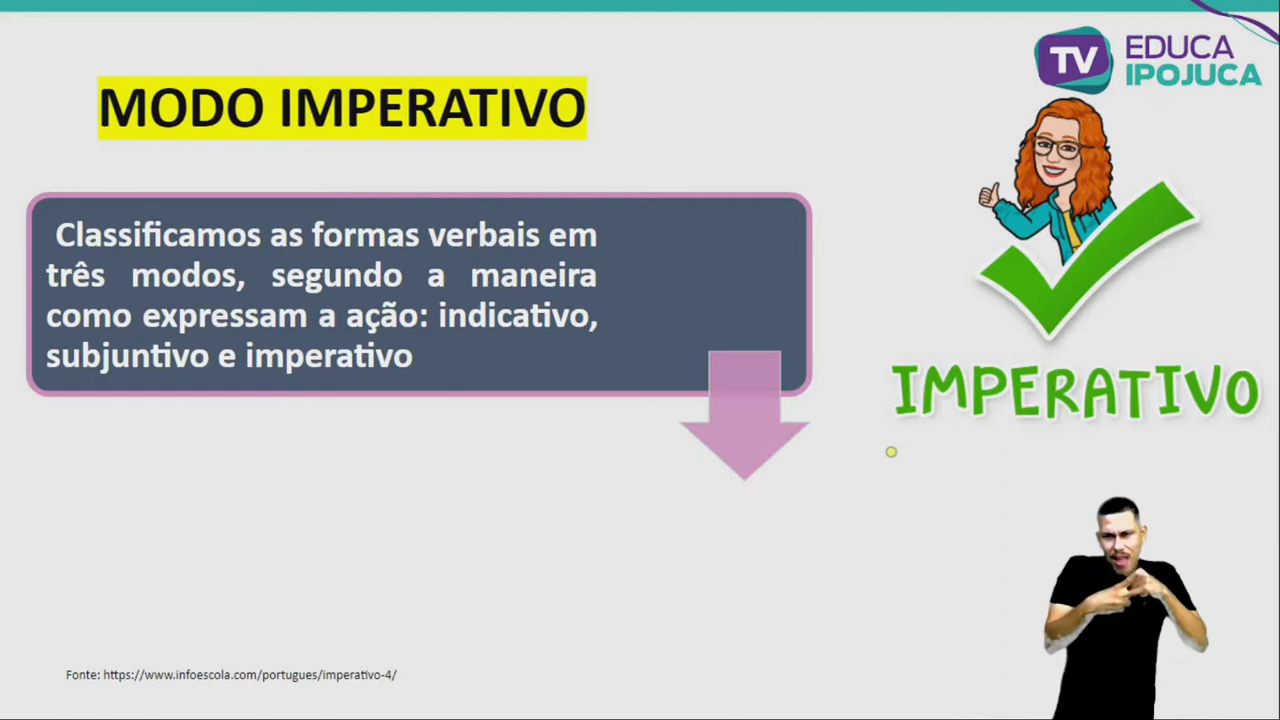 TV EDUCA
IPOJUCA
MODO IMPERATIVO
Classificamos as formas verbais em
três modos, segundo a maneira
como expressam a ação: indicativo,
subjuntivo e imperativo
IMPERATIVO
Fonte: https://www.infoescola.com/portugues/imperativo-4/